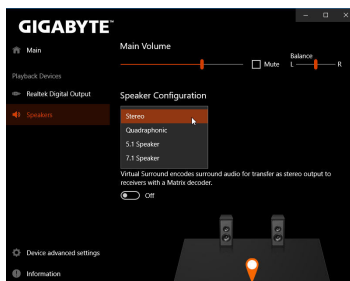 GIGABYTE™
Main
Playback Devices
Realtek Digital Output
Speakers
Device advanced settings
Information
Main Volume
Mute
Balance
L
R
Speaker Configuration
Stereo
Quadraphonic
5.1 Speaker
7.1 Speaker
Virtual Surround encodes surround audio for transfer as stereo output to
receivers with a Matrix decoder.
Off